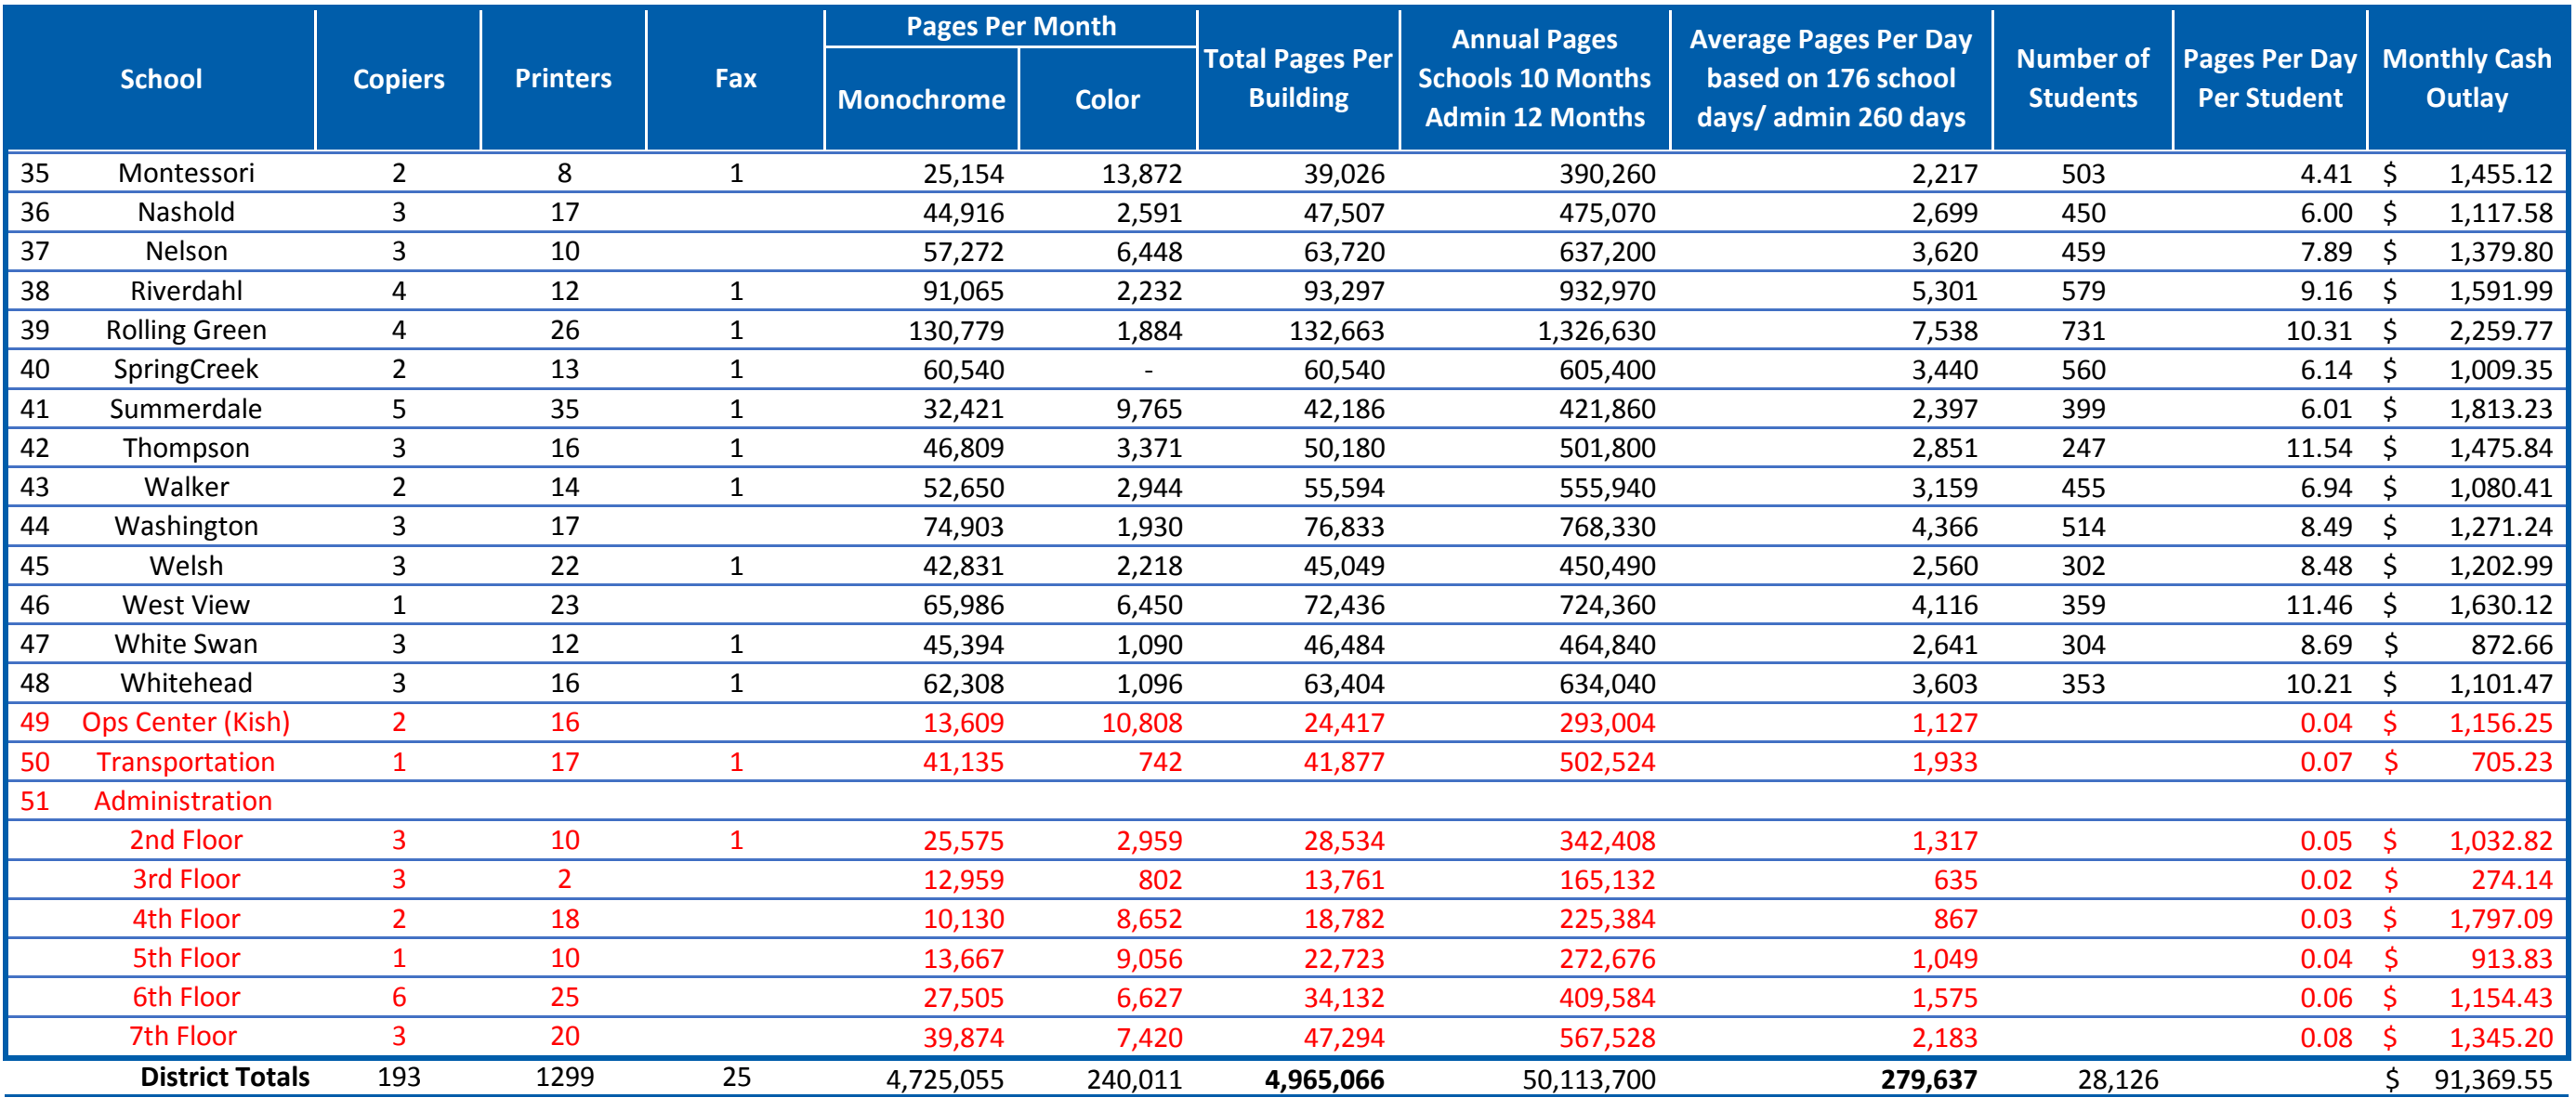 School Copiers Printers Fax Pages Per Month Total Pages Per Building Annual Pages Schools 10 Months Admin 12 Months Average Pages Per Day based on 176 school days/ admin 260 days Number of Students Pages Per Day Per Student Monthly Cash Outlay
Monochrome Color
35 Montessori 2 8 1 25,154 13,872 39,026 390,260 2,217 503 4.41 $ 1,455.12
36 Nashold 3 17 44,916 2,591 47,507 475,070 2,699 450 6.00 $ 1,117.58
37 Nelson 3 10 57,272 6,448 63,720 637,200 3,620 459 7.89 $ 1,379.80
38 Riverdahl 4 12 1 91,065 2,232 93,297 932,970 5,301 579 9.16 $ 1,591.99
39 Rolling Green 4 26 1 130,779 1,884 132,663 1,326,630 7,538 731 10.31 $ 2,259.77
40 SpringCreek 2 13 1 60,540 - 60,540 605,400 3,440 560 6.14 $ 1,009.35
41 Summerdale 5 35 1 32,421 9,765 42,186 421,860 2,397 399 6.01 $ 1,813.23
42 Thompson 3 16 1 46,809 3,371 50,180 501,800 2,851 247 11.54 $ 1,475.84
43 Walker 2 14 1 52,650 2,944 55,594 555,940 3,159 455 6.94 $ 1,080.41
44 Washington 3 17 74,903 1,930 76,833 768,330 4,366 514 8.49 $ 1,271.24
45 Welsh 3 22 1 42,831 2,218 45,049 450,490 2,560 302 8.48 $ 1,202.99
46 West View 1 23 65,986 6,450 72,436 724,360 4,116 359 11.46 $ 1,630.12
47 White Swan 3 12 1 45,394 1,090 46,484 464,840 2,641 304 8.69 $ 872.66
48 Whitehead 3 16 1 62,308 1,096 63,404 634,040 3,603 353 10.21 $ 1,101.47
49 Ops Center (Kish) 2 16 13,609 10,808 24,417 293,004 1,127 0.04 $ 1,156.25
50 Transportation 1 17 1 41,135 742 41,877 502,524 1,933 0.07 $ 705.23
51 Administration
2nd Floor 3 10 1 25,575 2,959 28,534 342,408 1,317 0.05 $ 1,032.82
3rd Floor 3 2 12,959 802 13,761 165,132 635 0.02 $ 274.14
4th Floor 2 18 10,130 8,652 18,782 225,384 867 0.03 $ 1,797.09
5th Floor 1 10 13,667 9,056 22,723 272,676 1,049 0.04 $ 913.83
6th Floor 6 25 27,505 6,627 34,132 409,584 1,575 0.06 $ 1,154.43
7th Floor 3 20 39,874 7,420 47,294 567,528 2,183 0.08 $ 1,345.20
District Totals 193 1299 25 4,725,055 240,011 4,965,066 50,113,700 279,637 28,126 $ 91,369.55